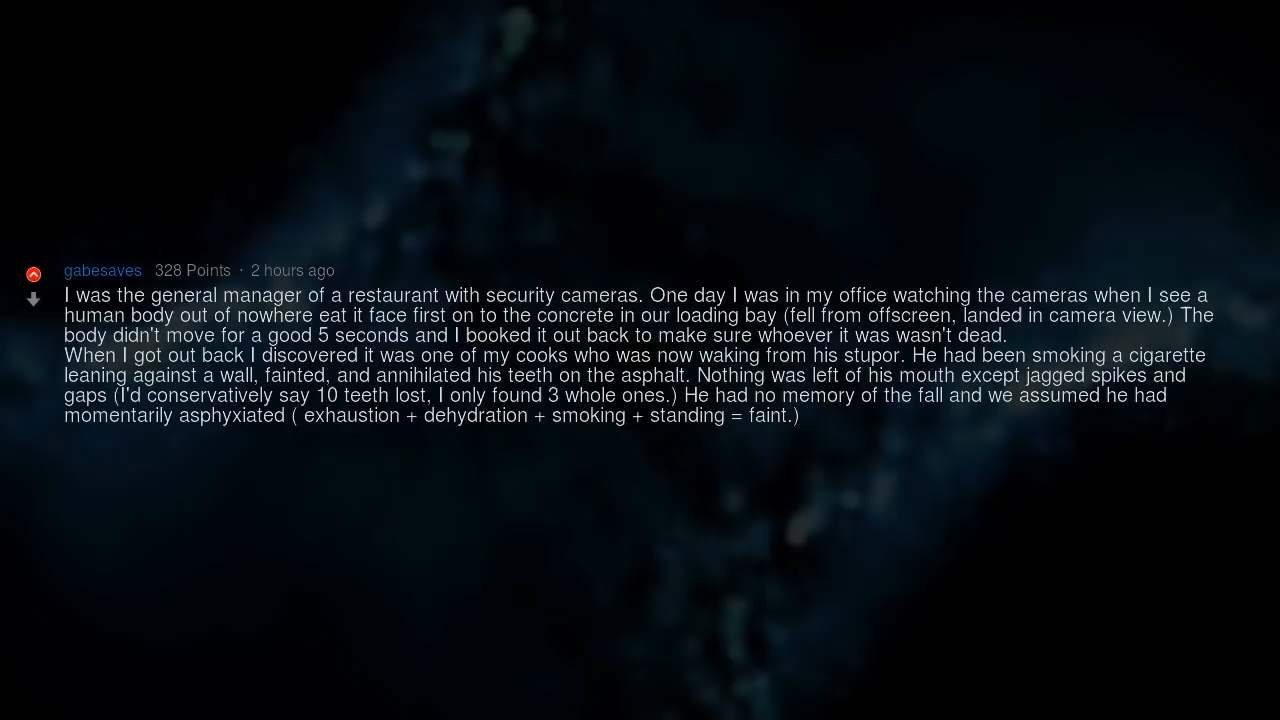 gabesaves 328 Points · 2 hours ago
I was the general manager of a restaurant with security cameras. One day I was in my office watching the cameras when I see a
human body out of nowhere eat it face first on to the concrete in our loading bay (fell from offscreen, landed in camera view.) The
body didn't move for a good 5 seconds and I booked it out back to make sure whoever it was wasn't dead.
When I got out back I discovered it was one of my cooks who was now waking from his stupor. He had been smoking a cigarette
leaning against a wall, fainted, and annihilated his teeth on the asphalt. Nothing was left of his mouth except jagged spikes and
gaps (I'd conservatively say 10 teeth lost, I only found 3 whole ones.) He had no memory of the fall and we assumed he had
momentarily asphyxiated ( exhaustion + dehydration + smoking + standing = faint.)